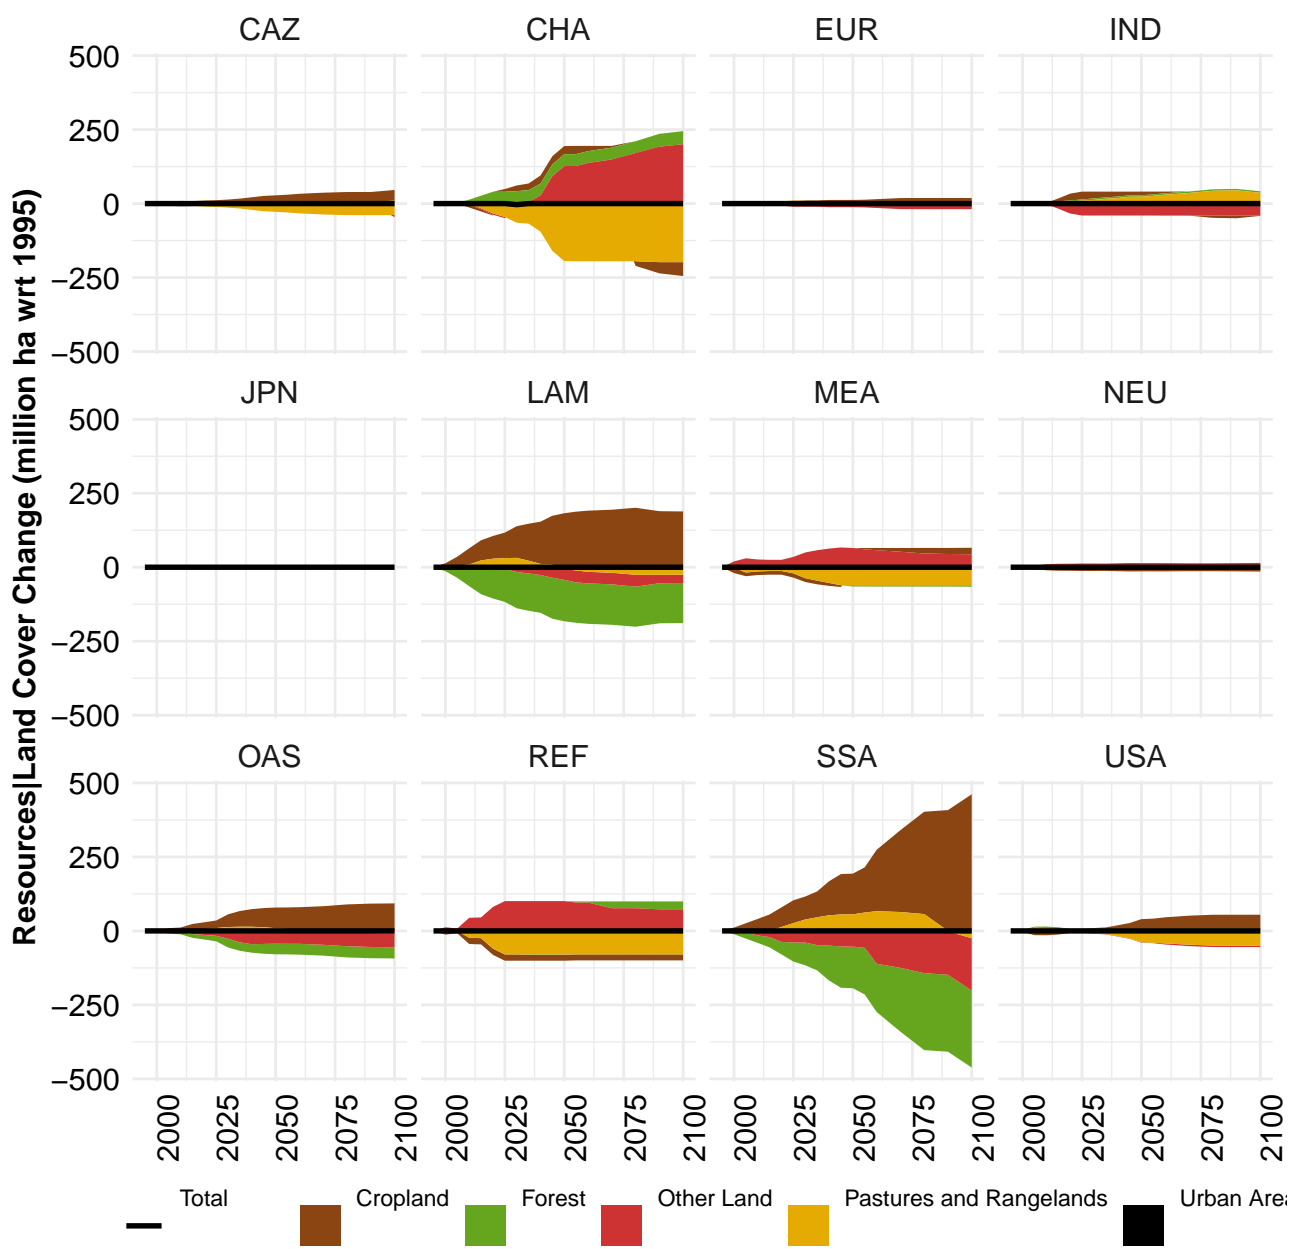 CAZ CHA EUR IND
500
250
0
−250
−500
JPN LAM MEA NEU
500
250
0
−250
−500
OAS REF SSA USA
500
250
0
−250
−500
Resources|Land Cover Change (million ha wrt 1995)
2000 2025 2050 2075 2100 2000 2025 2050 2075 2100 2000 2025 2050 2075 2100 2000 2025 2050 2075 2100
Total Cropland Forest Other Land Pastures and Rangelands Urban Area